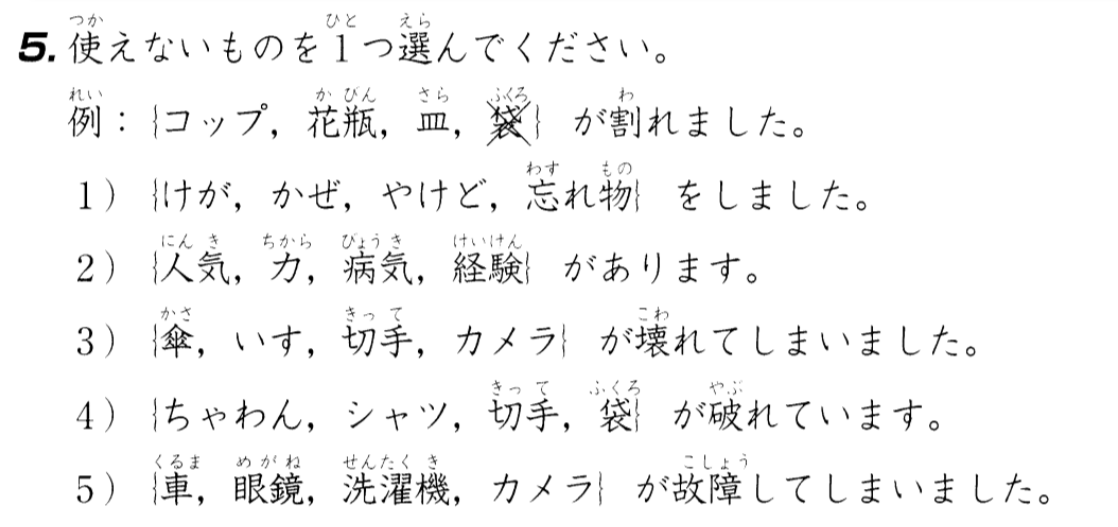 5. 使えないものを1つ選んでください。
例：{コップ，花瓶，皿，袋} が割れました。
1） {けが，かぜ，やけど，忘れ物} をしました。
2） {人気，力，病気，経験} があります。
3） {傘，いす，切手，カメラ} が壊れてしまいました。
4） {ちゃわん，シャツ，切手，袋} が破れています。
5） {車，眼鏡，洗濯機，カメラ} が故障してしまいました。